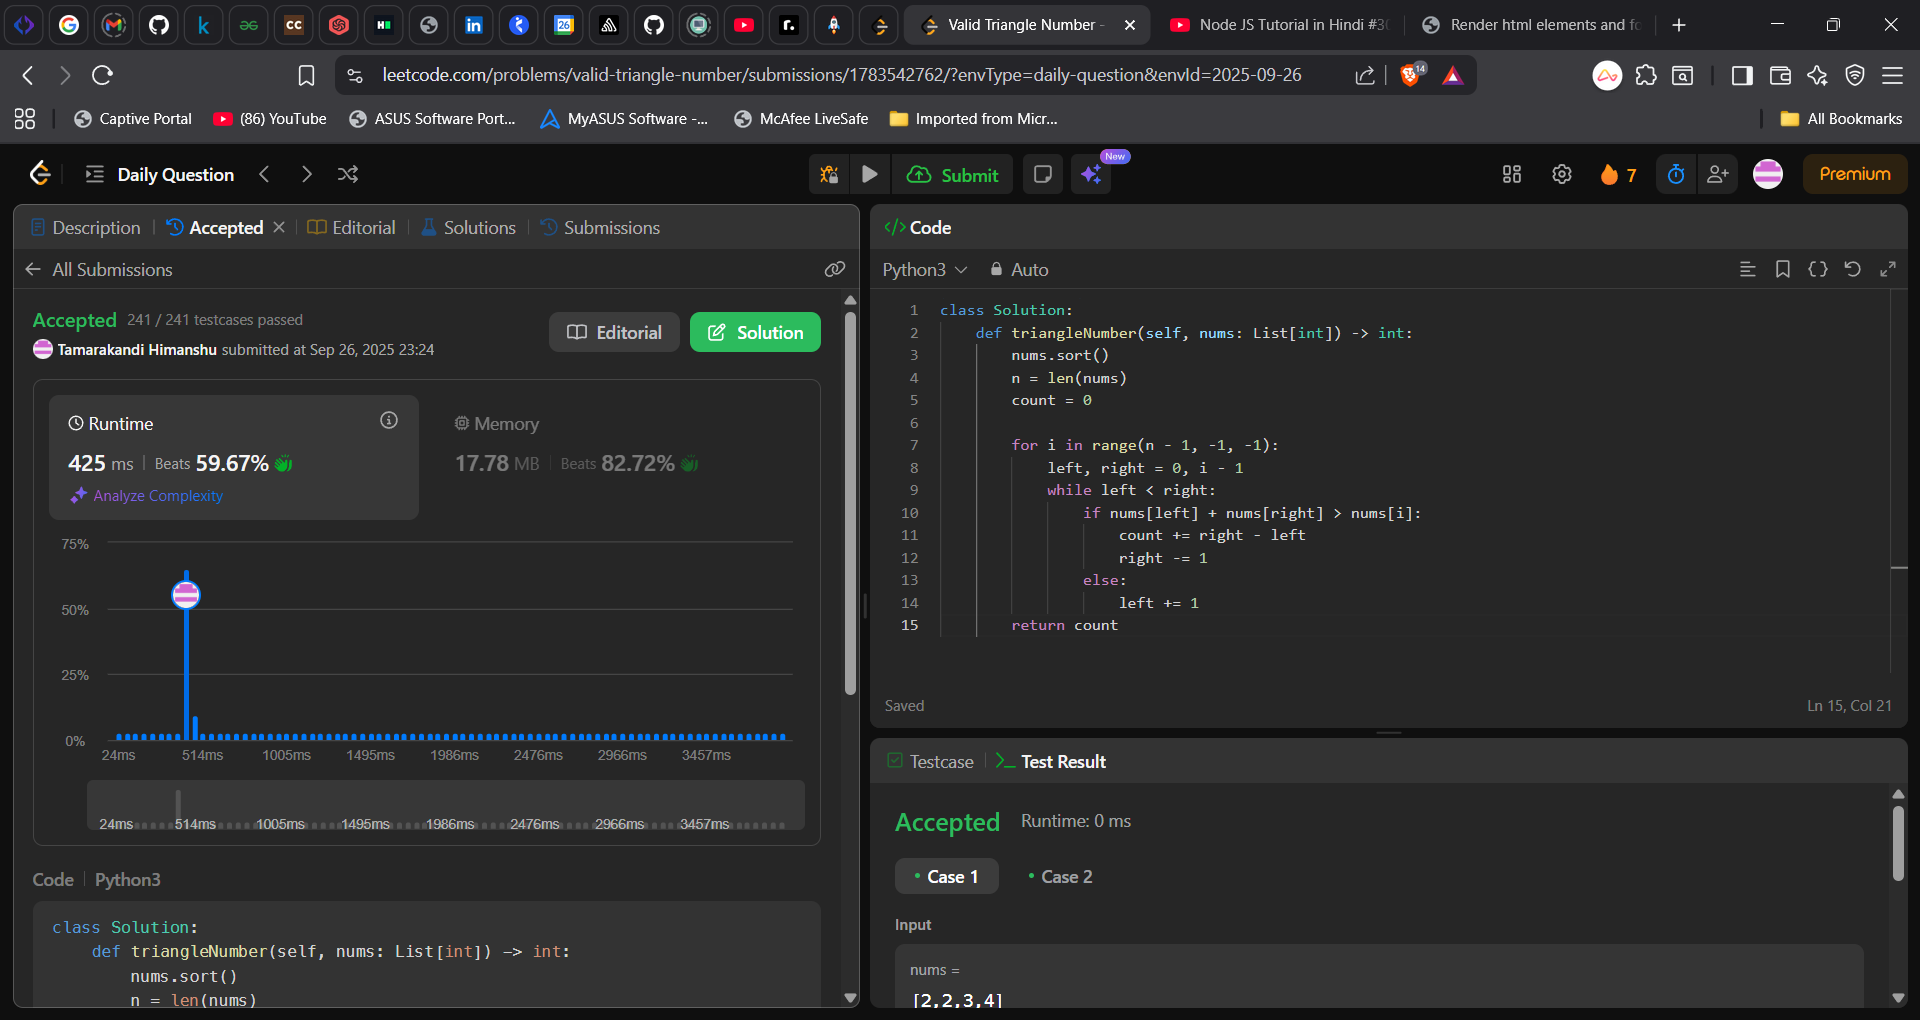 Valid Triangle Number -
Node JS Tutorial in Hindi #3
Render html elements and fo
leetcode.com/problems/valid-triangle-number/submissions/1783542762/?envType=daily-question&envId=2025-09-26
14
Captive Portal
(86) YouTube
ASUS Software Port...
MyASUS Software -...
McAfee LiveSafe
Imported from Micr...
All Bookmarks
Daily Question
Submit
New
7
Premium
Description
Accepted
Editorial
Solutions
Submissions
All Submissions
Accepted 241 / 241 testcases passed
Tamarakandi Himanshu submitted at Sep 26, 2025 23:24
Editorial
Solution
Runtime
425 ms | Beats 59.67%
Analyze Complexity
Memory
17.78 MB | Beats 82.72%
75%
50%
25%
0%
24ms 514ms 1005ms 1495ms 1986ms 2476ms 2966ms 3457ms
24ms 514ms 1005ms 1495ms 1986ms 2476ms 2966ms 3457ms
Code | Python3
class Solution:
def triangleNumber(self, nums: List[int]) -> int:
nums.sort()
n = len(nums)
</> Code
Python3
Auto
1 class Solution:
2 def triangleNumber(self, nums: List[int]) -> int:
3 nums.sort()
4 n = len(nums)
5 count = 0
6
7 for i in range(n - 1, -1, -1):
8 left, right = 0, i - 1
9 while left < right:
10 if nums[left] + nums[right] > nums[i]:
11 count += right - left
12 right -= 1
13 else:
14 left += 1
15 return count
Saved
Ln 15, Col 21
Testcase
Test Result
Accepted Runtime: 0 ms
• Case 1
• Case 2
Input
nums =
[2,2,3,4]